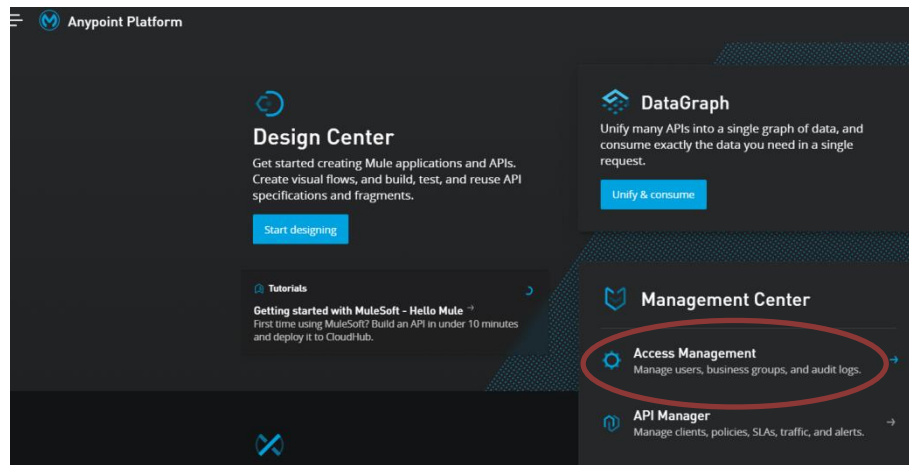 Anypoint Platform
Design Center
Get started creating Mule applications and APIs.
Create visual flows, and build, test, and reuse API
specifications and fragments.
Start designing
Tutorials
Getting started with MuleSoft - Hello Mule →
First time using MuleSoft? Build an API in under 10 minutes
and deploy it to CloudHub.
DataGraph
Unify many APIs into a single graph of data, and
consume exactly the data you need in a single
request.
Unify & consume
Management Center
Access Management
Manage users, business groups, and audit logs.
API Manager
Manage clients, policies, SLAs, traffic, and alerts.